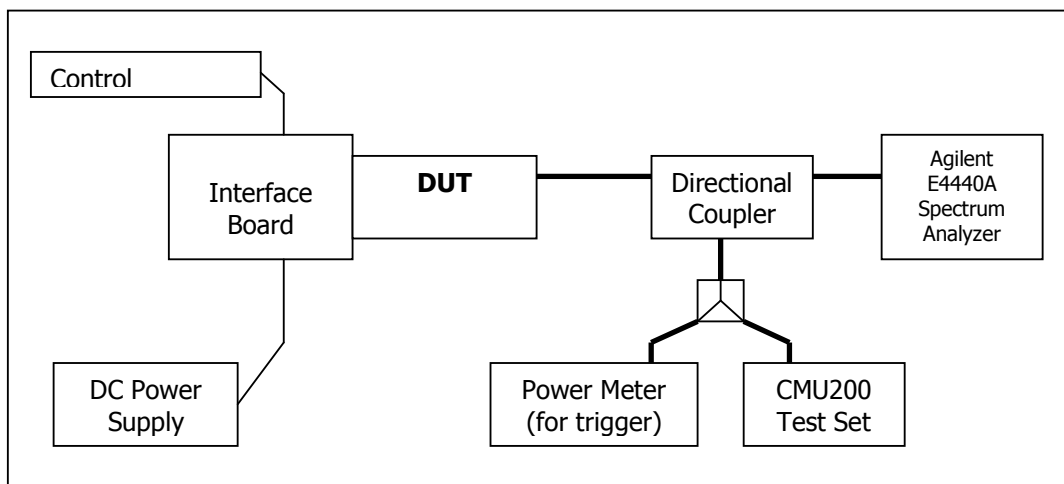 Control
Interface
Board
DUT
Directional
Coupler
Agilent
E4440A
Spectrum
Analyzer
DC Power
Supply
Power Meter
(for trigger)
CMU200
Test Set